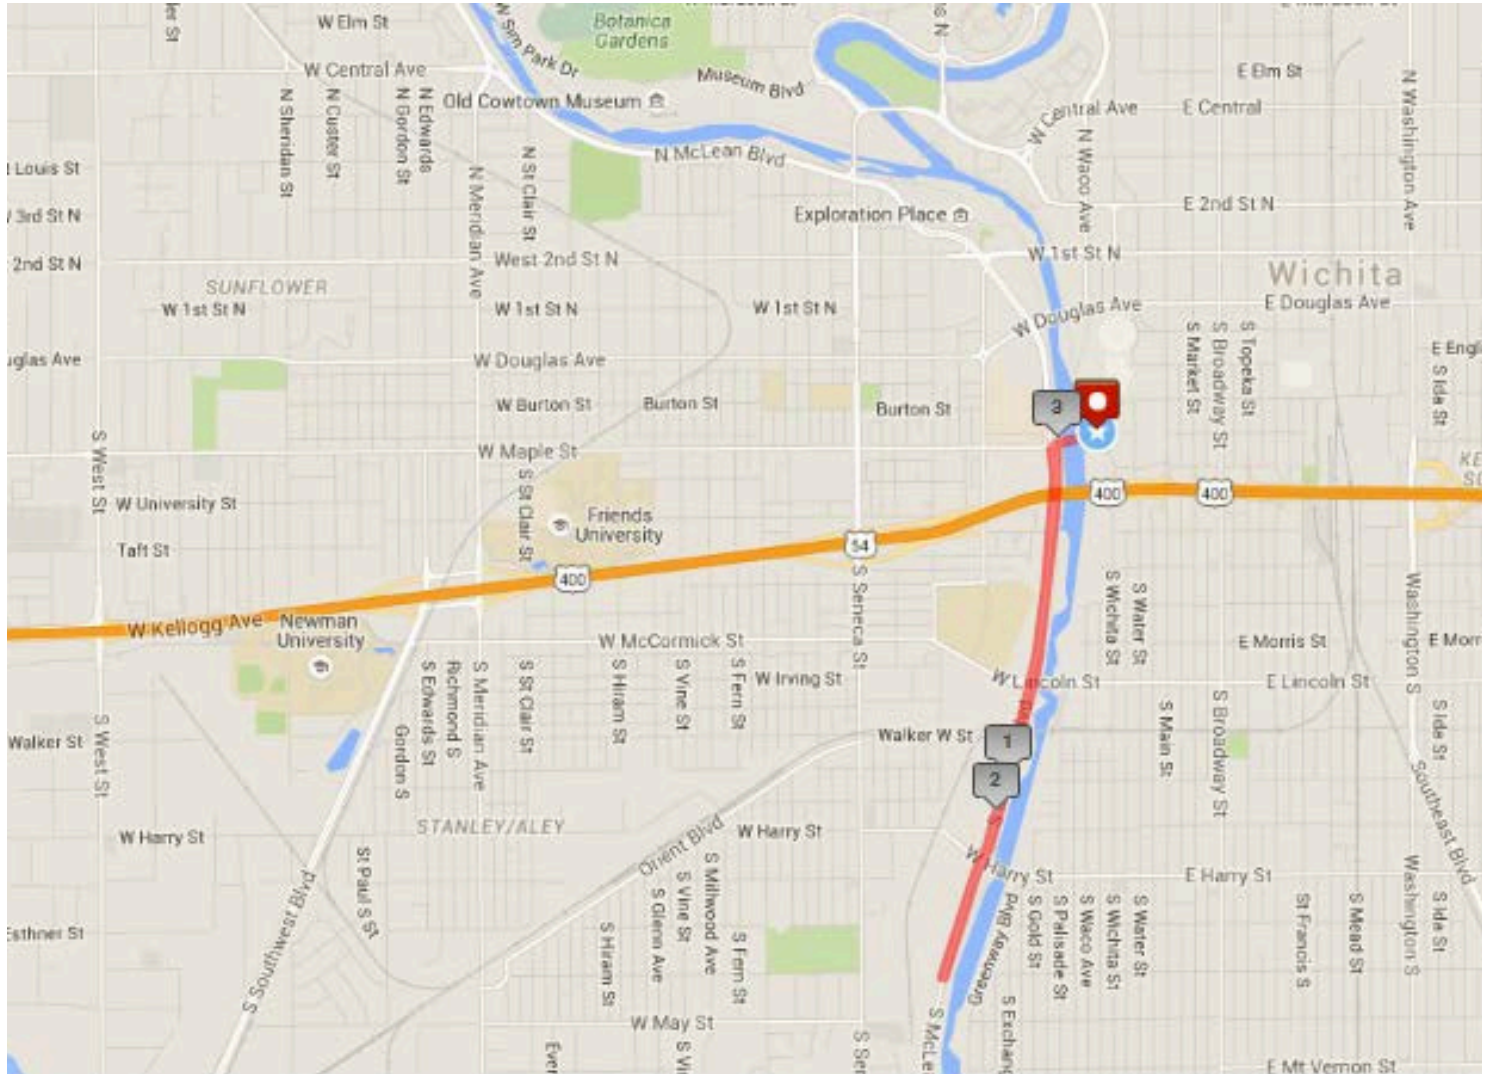 W Elm St
Botanica
Gardens
W Sim Park Dr
W Central Ave
Museum Blvd
E Elm St
Old Cowtown Museum
W Central Ave
E Central
N Washington Ave
N Sheridan St
N Custer St
N Gordon St
N Edwards
N McLean Blvd
N Waco Ave
N St Clair St
N Meridian Ave
t Louis St
3rd St N
E 2nd St N
Exploration Place
2nd St N
West 2nd St N
W 1st St N
Wichita
SUNFLOWER
W 1st St N
W 1st St N
W 1st St N
W Douglas Ave
E Douglas Ave
uglas Ave
W Douglas Ave
S Market St
S Broadway St
S Topeka St
E Engl
S Ida St
W Burton St
Burton St
Burton St
3
W Maple St
S West St
S St Clair St
KE
W University St
400
400
Friends
University
Taft St
54
400
S Seneca St
S Wichita St
S Water St
Washington S
W Kellogg Ave
Newman
University
W McCormick St
E Morris St
E Morr
S Edwards St
Richmond S
S Meridian Ave
S St Clair St
S Hiram St
S Vine St
S Fern St
W Irving St
W Lincoln St
E Lincoln St
S West St
Walker St
Gordon S
Walker W St
1
S Main St
S Broadway St
S Ida St
2
Southeast Blvd
STANLEY/ALEY
W Harry St
Orient Blvd
W Harry St
W Harry St
E Harry St
St Paul S St
S Southwest Blvd
S Millwood Ave
S Vine St
S Glenn Ave
S Hiram St
S Fern St
Greenway Blvd
S Gold St
S Palisade St
S Waco Ave
S Wichita St
S Water St
St Francis S
S Mead St
Washington S
S Ida St
Esthner St
W May St
S McLe
S Exchang
S Ser
S Vi
Ever
E Mt Vernon St